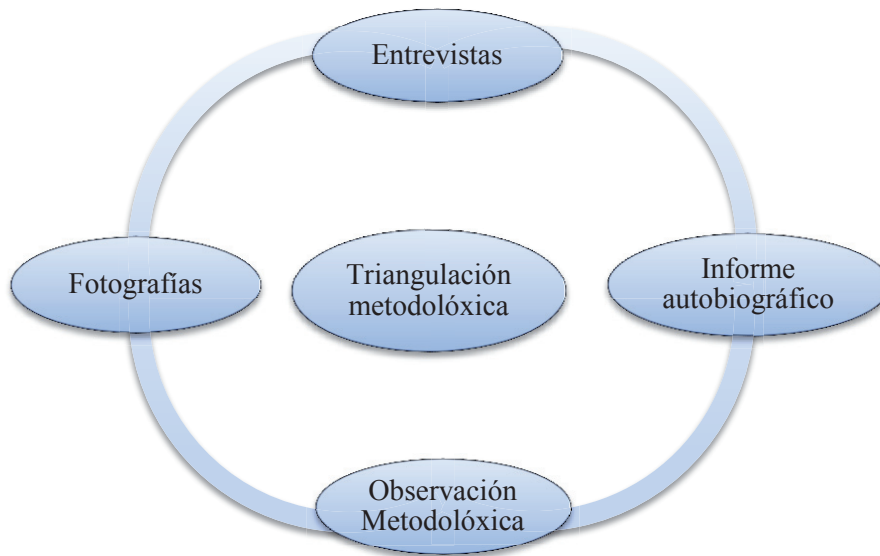 Entrevistas
Fotografías
Triangulación
metodolóxica
Informe
autobiográfico
Observación
Metodolóxica